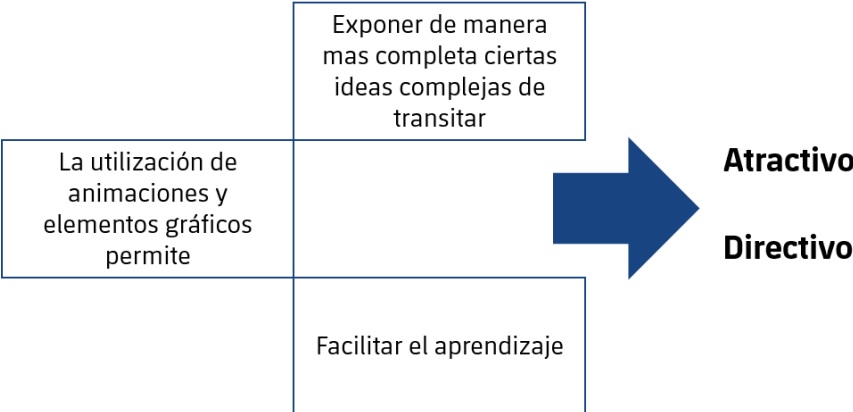 Exponer de manera
mas completa ciertas
ideas complejas de
transitar
La utilización de
animaciones y
elementos gráficos
permite
Atractivo
Directivo
Facilitar el aprendizaje